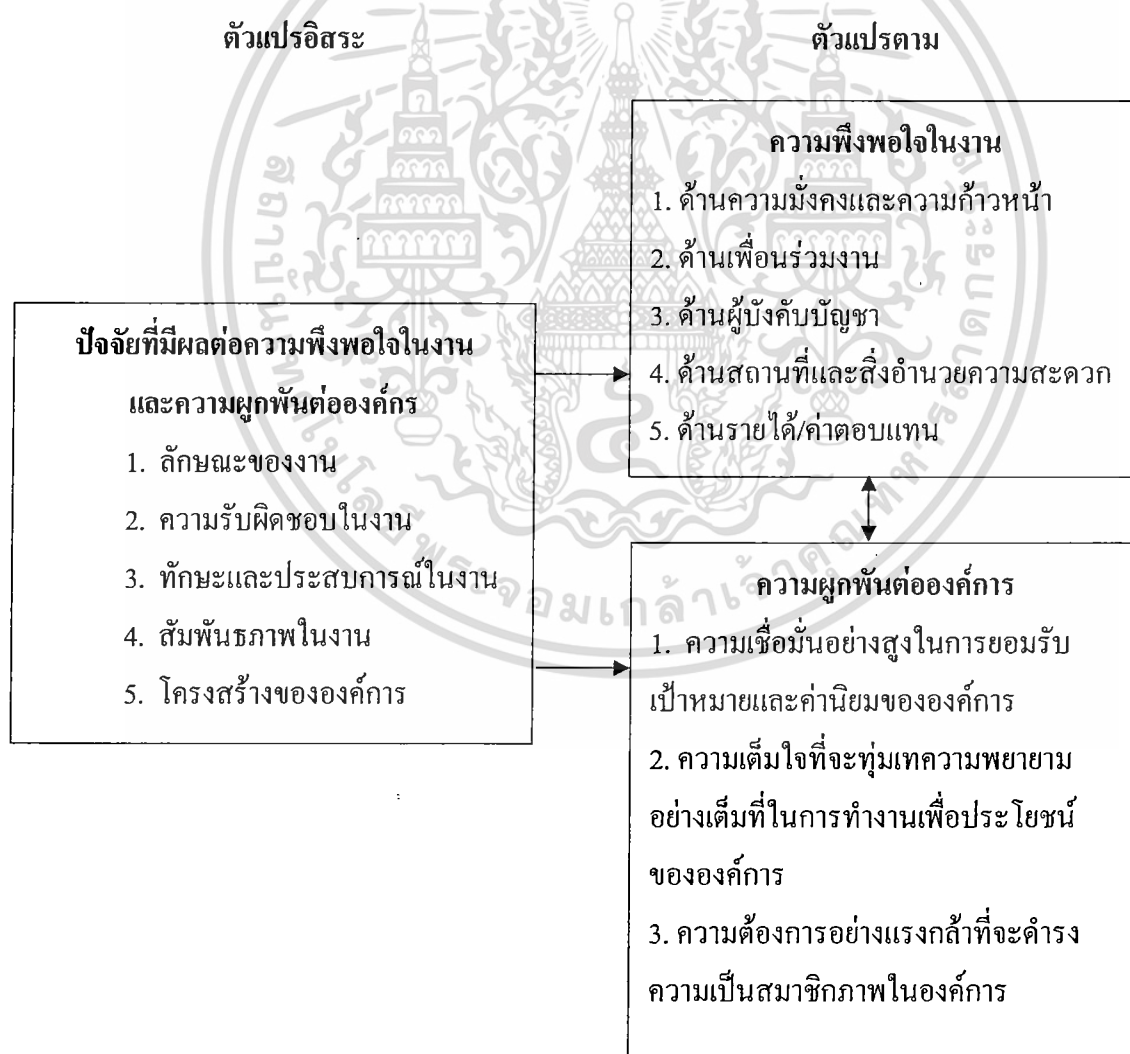 ตัวแปรอิสระ
ตัวแปรตาม
ปัจจัยที่มีผลต่อความพึงพอใจในงาน
และความผูกพันต่อองค์กร
1. ลักษณะของงาน
2. ความรับผิดชอบในงาน
3. ทักษะและประสบการณ์ในงาน
4. สัมพันธภาพในงาน
5. โครงสร้างขององค์การ
ความพึงพอใจในงาน
1. ด้านความมั่งคงและความก้าวหน้า
2. ด้านเพื่อนร่วมงาน
3. ด้านผู้บังคับบัญชา
4. ด้านสถานที่และสิ่งอำนวยความสะดวก
5. ด้านรายได้/ค่าตอบแทน
ความผูกพันต่อองค์การ
1. ความเชื่อมั่นอย่างสูงในการยอมรับ
เป้าหมายและค่านิยมขององค์การ
2. ความเต็มใจที่จะทุ่มเทความพยายาม
อย่างเต็มที่ในการทำงานเพื่อประโยชน์
ขององค์การ
3. ความต้องการอย่างแรงกล้าที่จะดำรง
ความเป็นสมาชิกภาพในองค์การ